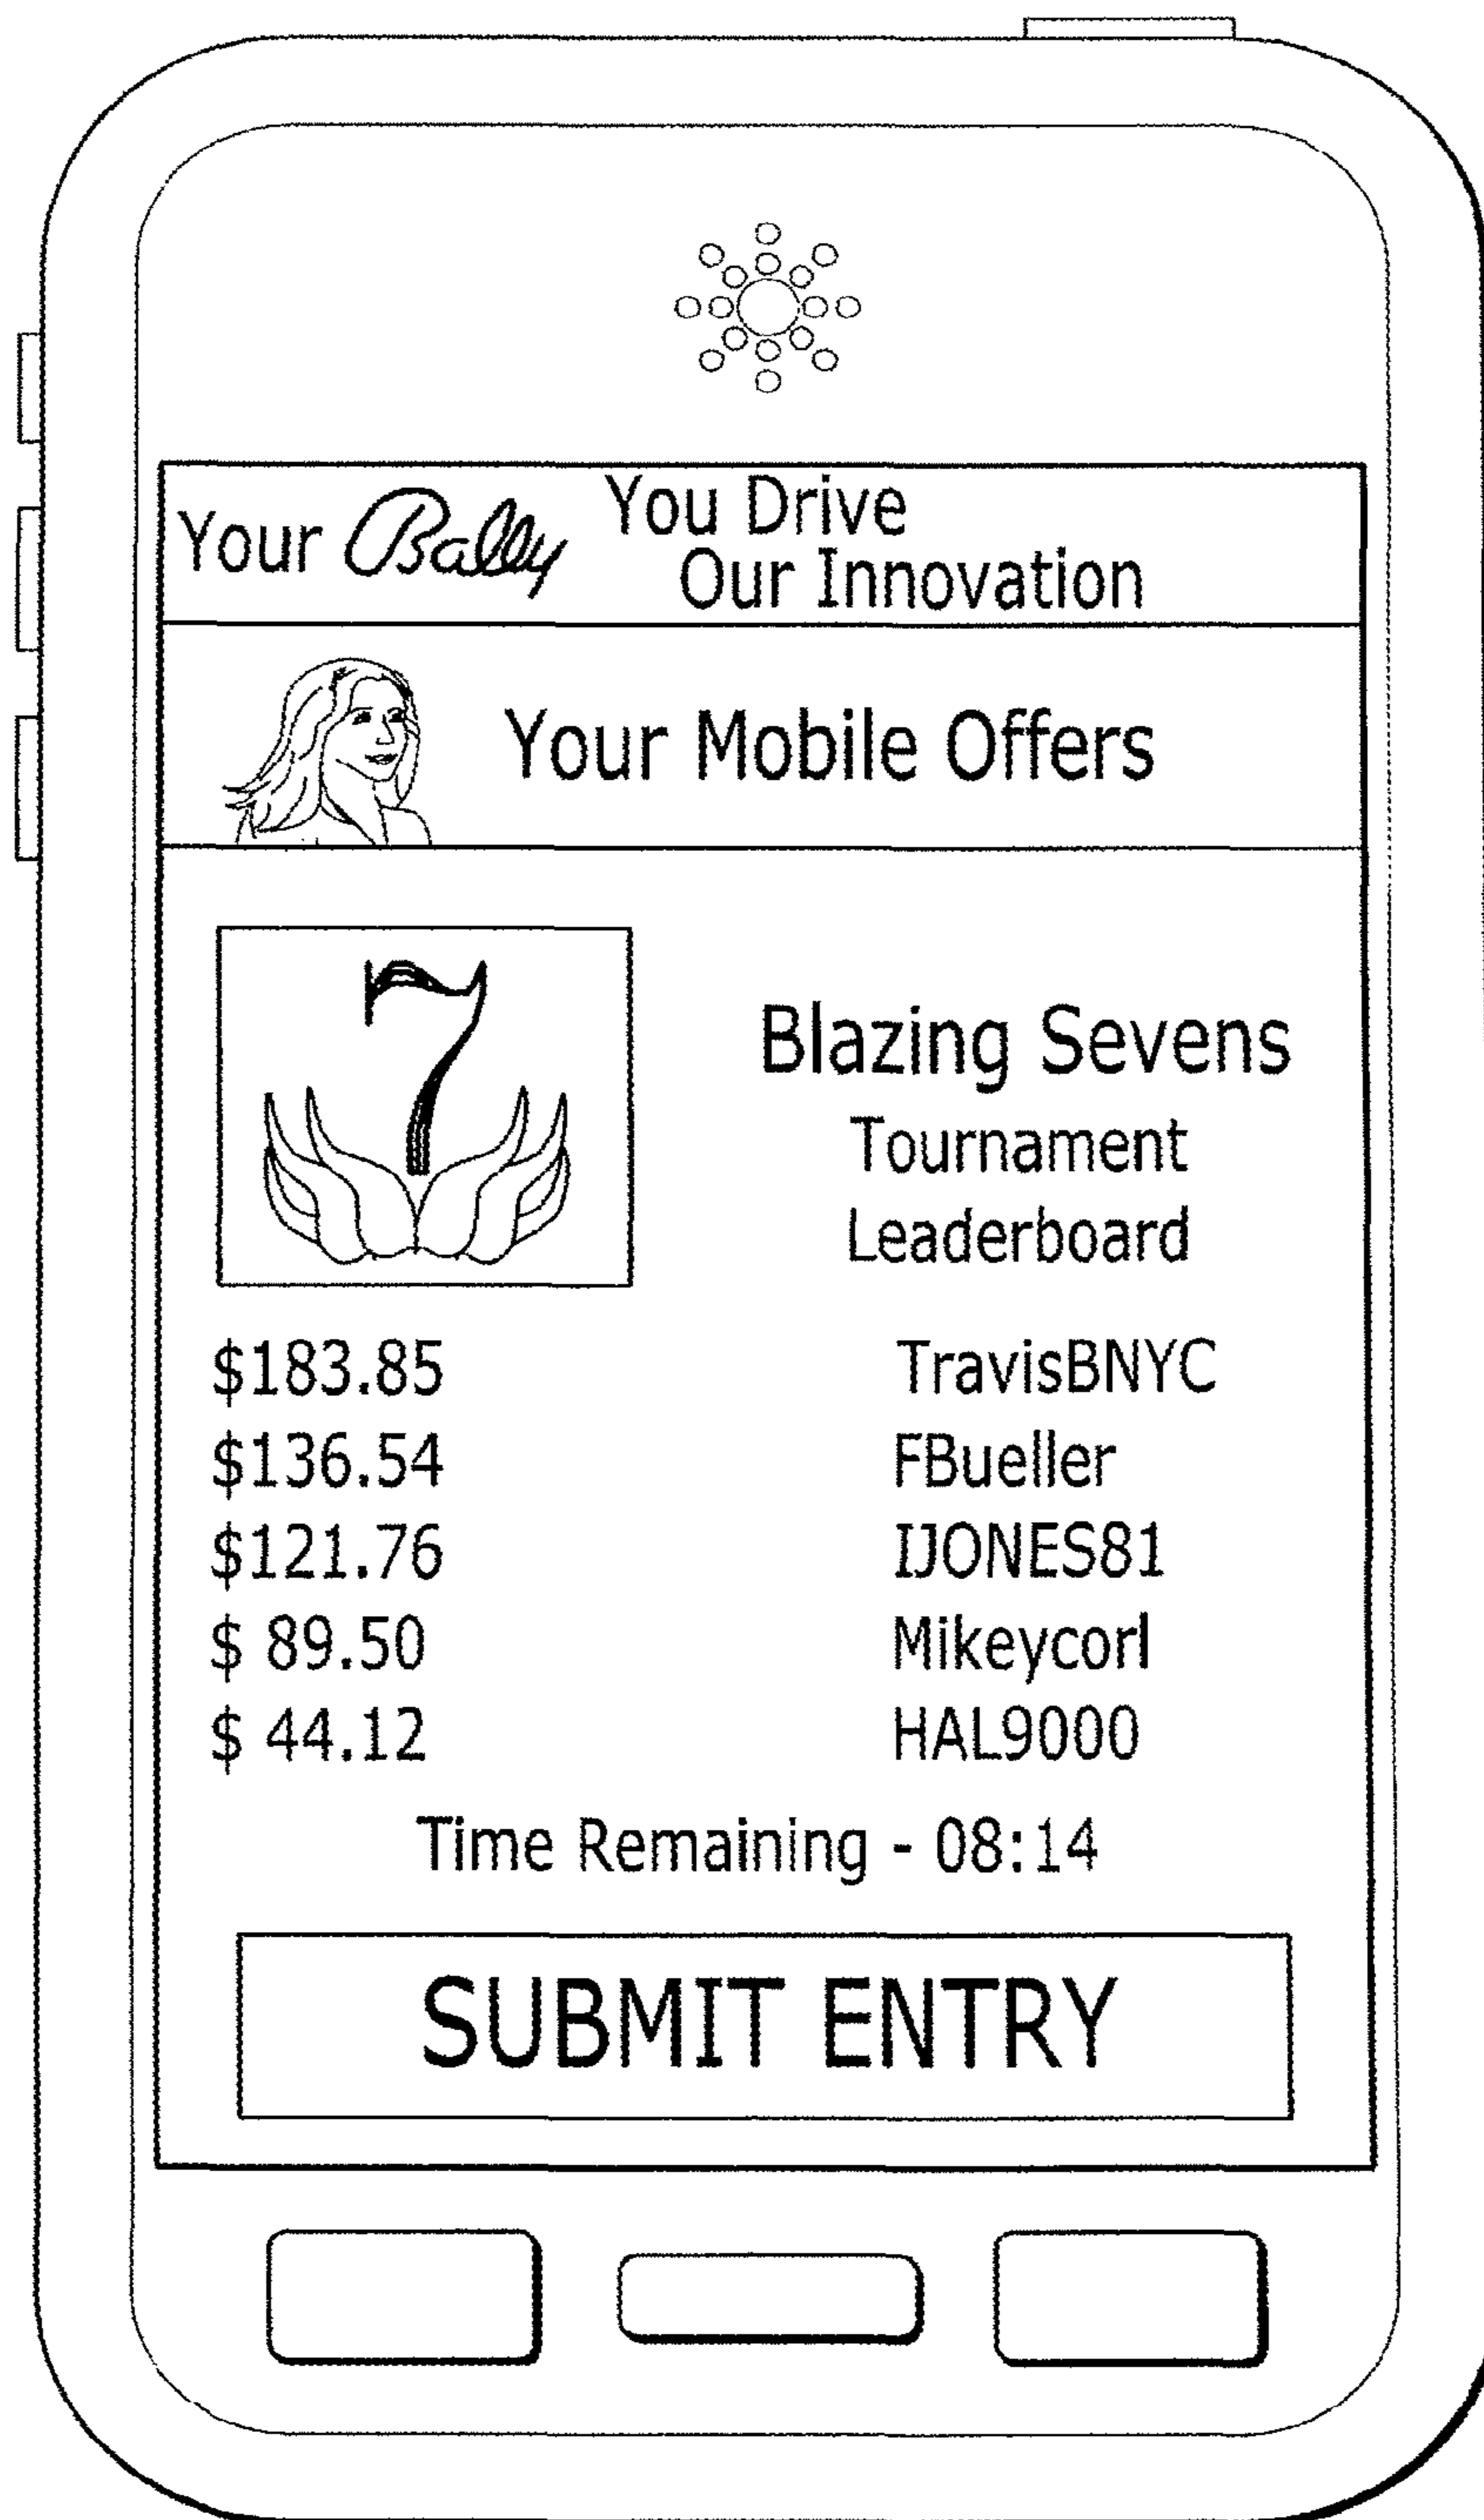 Your Bally You Drive
Our Innovation
Your Mobile Offers
7
Blazing Sevens
Tournament
Leaderboard
$183.85 TravisBNYC
$136.54 FBueller
$121.76 IJONES81
$ 89.50 Mikeycorl
$ 44.12 HAL9000
Time Remaining - 08:14
SUBMIT ENTRY